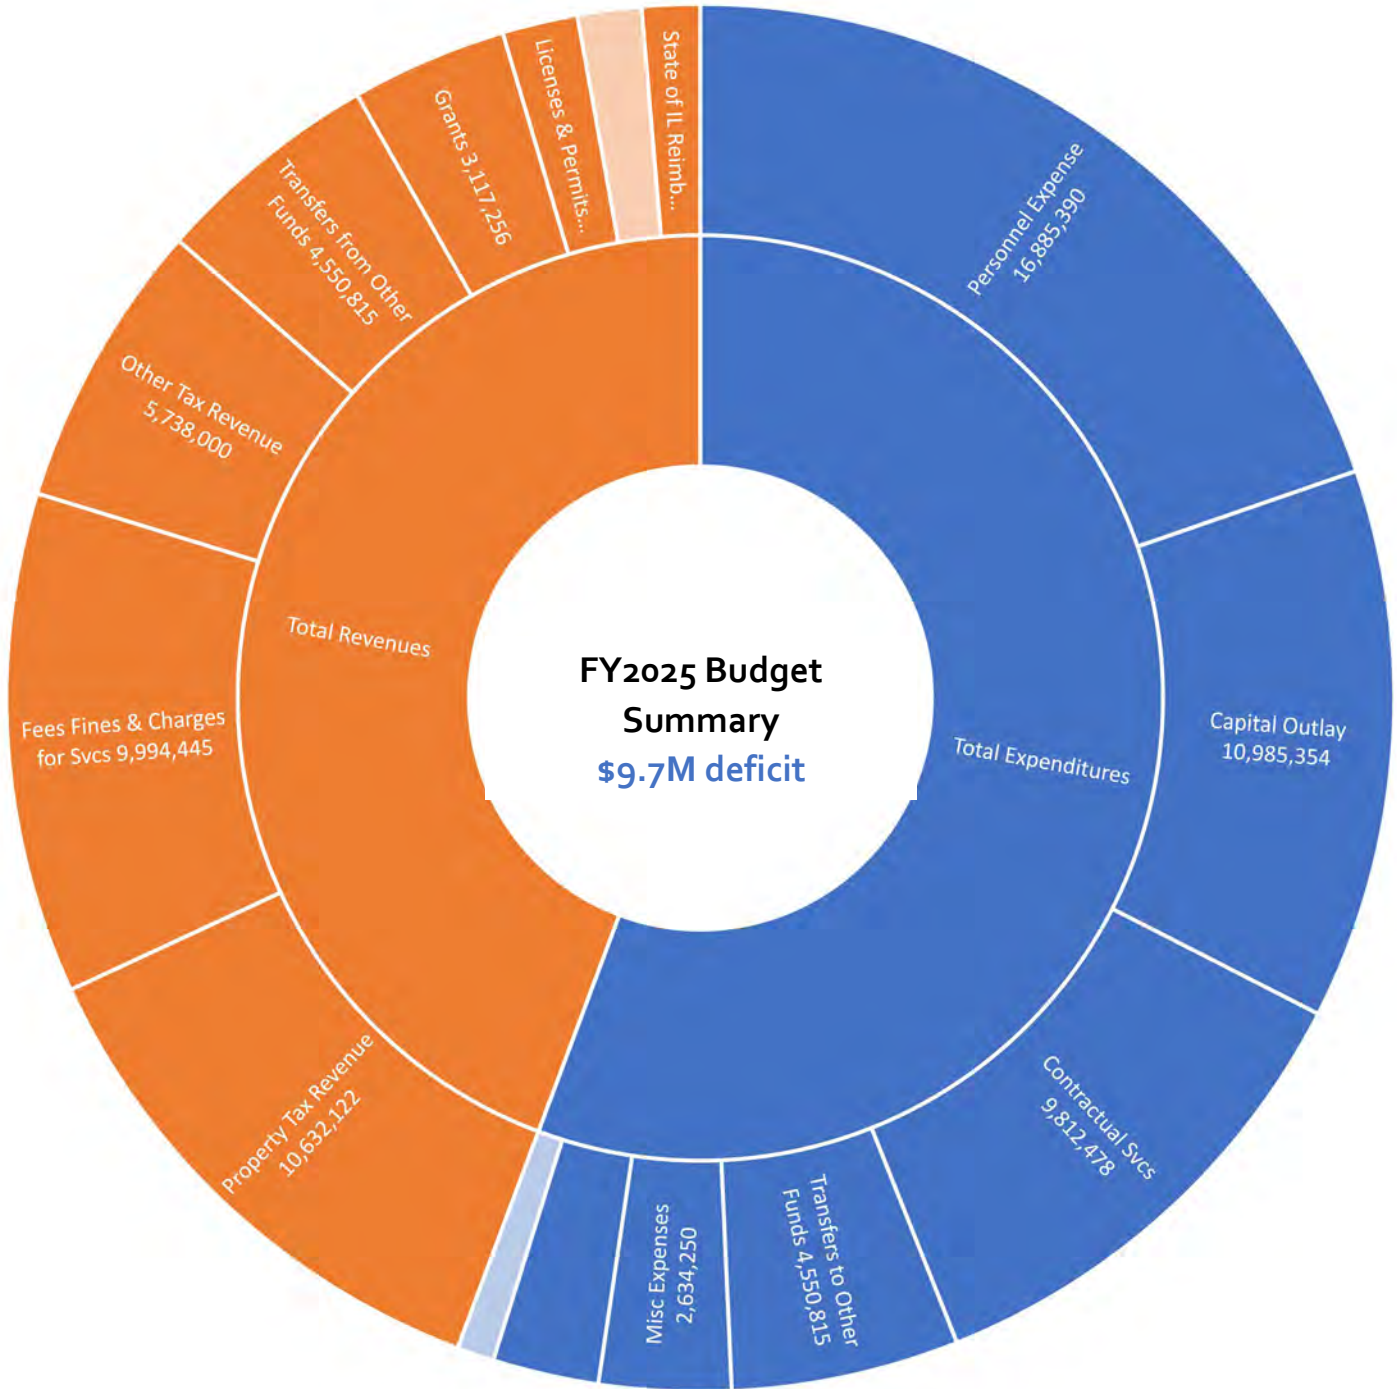 State of IL Reimb...
Licenses & Permits...
Grants 3,117,256
Transfers from Other
Funds 4,550,815
Other Tax Revenue
5,738,000
Fees Fines & Charges
for Svcs 9,994,445
Property Tax Revenue
10,632,122
Total Revenues
FY2025 Budget
Summary
$9.7M deficit
Total Expenditures
Personnel Expense
16,885,390
Capital Outlay
10,985,354
Contractual Svcs
9,812,478
Transfers to Other
Funds 4,550,815
Misc Expenses
2,634,250